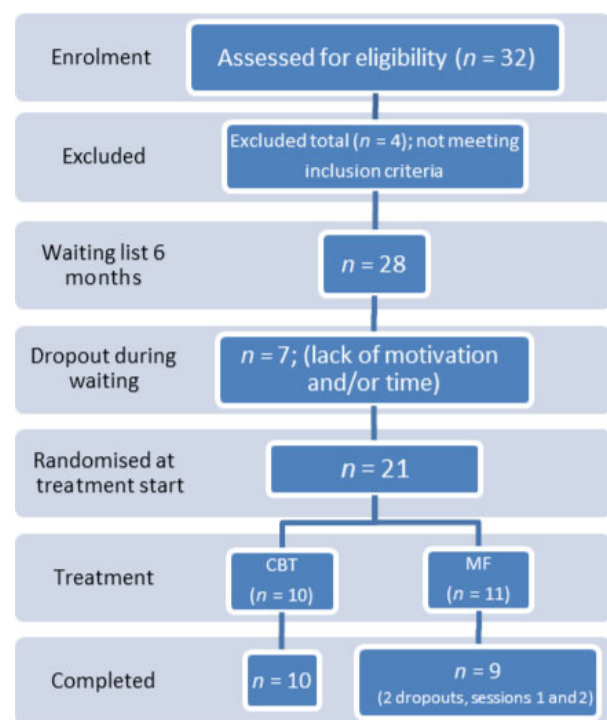 Enrolment
Assessed for eligibility (n = 32)
Excluded
Excluded total (n = 4); not meeting
inclusion criteria
Waiting list 6
months
n = 28
Dropout during
waiting
n = 7; (lack of motivation
and/or time)
Randomised at
treatment start
n = 21
Treatment
CBT
(n = 10)
MF
(n = 11)
Completed
n = 10
n = 9
(2 dropouts, sessions 1 and 2)